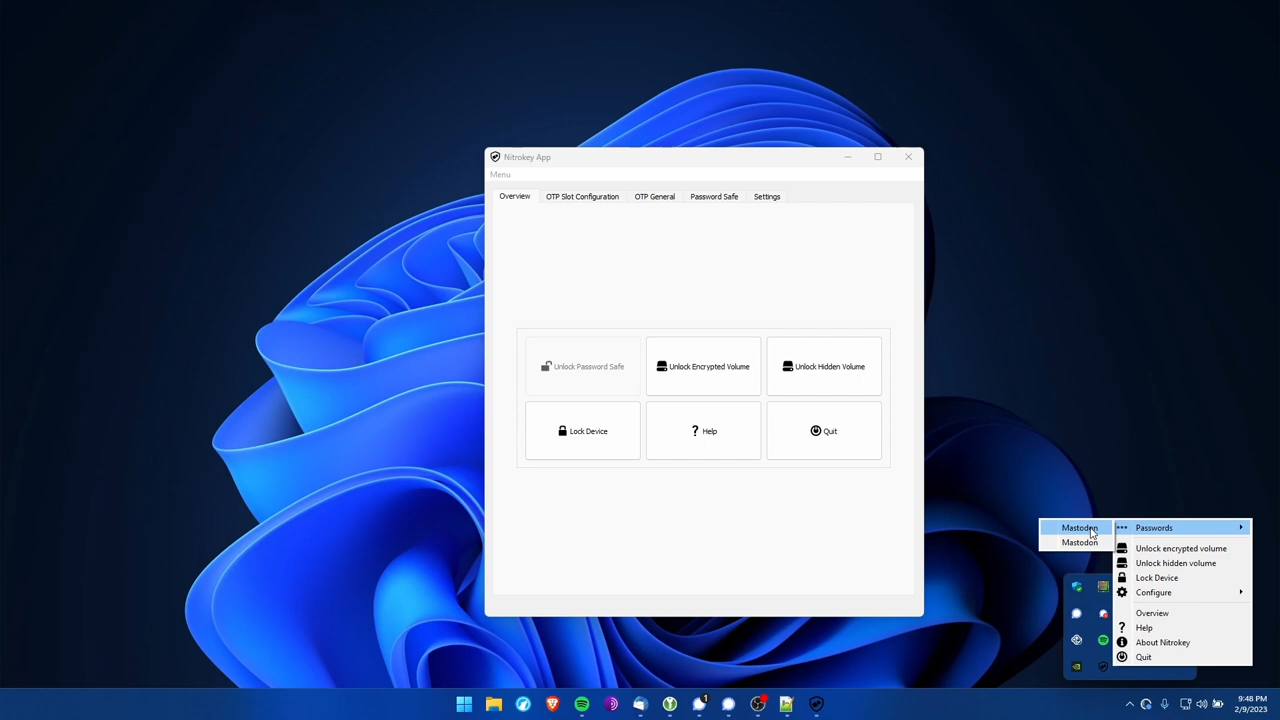 Nitrokey App
Menu
Overview OTP Slot Configuration OTP General Password Safe Settings
Unlock Password Safe Unlock Encrypted Volume Unlock Hidden Volume
Lock Device ? Help Quit
Mastodon
Mastodon
Passwords
Unlock encrypted volume
Unlock hidden volume
Lock Device
Configure
Overview
? Help
About Nitrokey
Quit
1
9:48 PM
2/9/2023